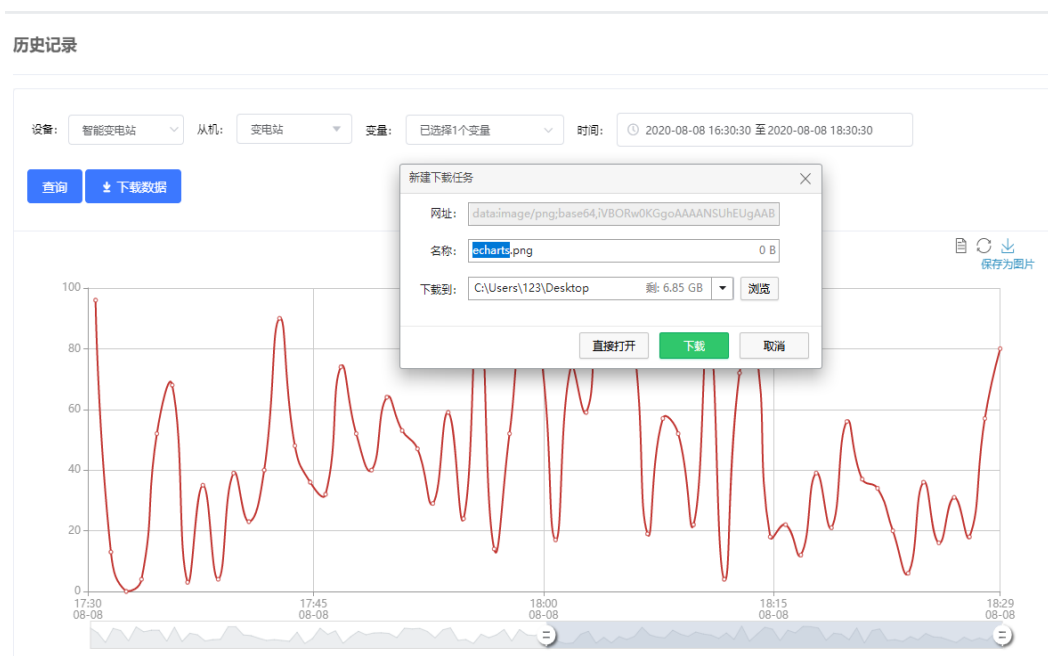 历史记录
设备: 智能变电站 从机: 变电站 变量: 已选择1个变量 时间: 2020-08-08 16:30:30 至 2020-08-08 18:30:30
查询 下载数据
新建下载任务
网址: data:image/png;base64,iVBORw0KGgoAAAANSUhEUgAAB
名称: echarts.png 0 B
下载到: C:\Users\123\Desktop 剩: 6.85 GB 浏览
直接打开 下载 取消
保存为图片
100
80
60
40
20
0
17:30 17:45 18:00 18:15 18:29
08-08 08-08 08-08 08-08 08-08